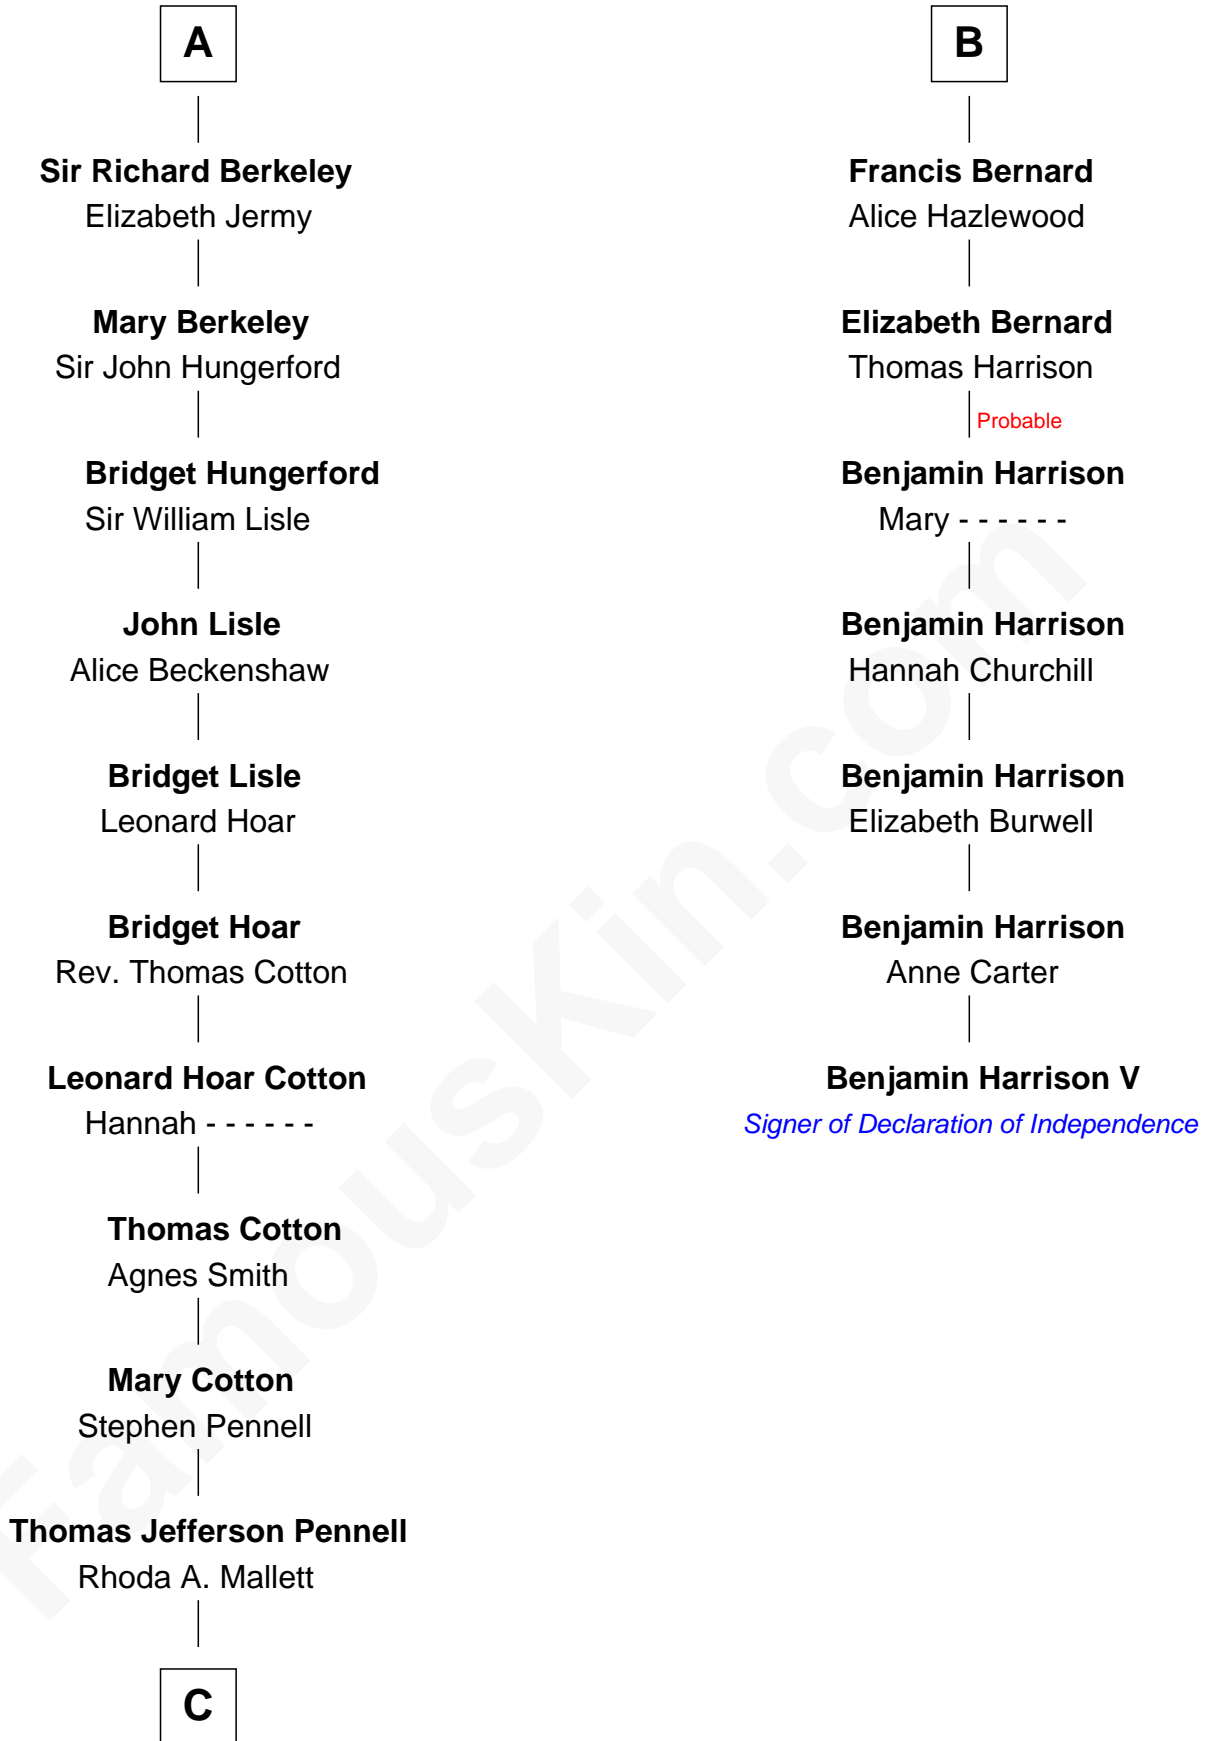 A
Sir Richard Berkeley
Elizabeth Jermy
Mary Berkeley
Sir John Hungerford
Bridget Hungerford
Sir William Lisle
John Lisle
Alice Beckenshaw
Bridget Lisle
Leonard Hoar
Bridget Hoar
Rev. Thomas Cotton
Leonard Hoar Cotton
Hannah - - - - - -
Thomas Cotton
Agnes Smith
Mary Cotton
Stephen Pennell
Thomas Jefferson Pennell
Rhoda A. Mallett
C
B
Francis Bernard
Alice Hazlewood
Elizabeth Bernard
Thomas Harrison
Probable
Benjamin Harrison
Mary - - - - - -
Benjamin Harrison
Hannah Churchill
Benjamin Harrison
Elizabeth Burwell
Benjamin Harrison
Anne Carter
Benjamin Harrison V
Signer of Declaration of Independence
FamousKin.com